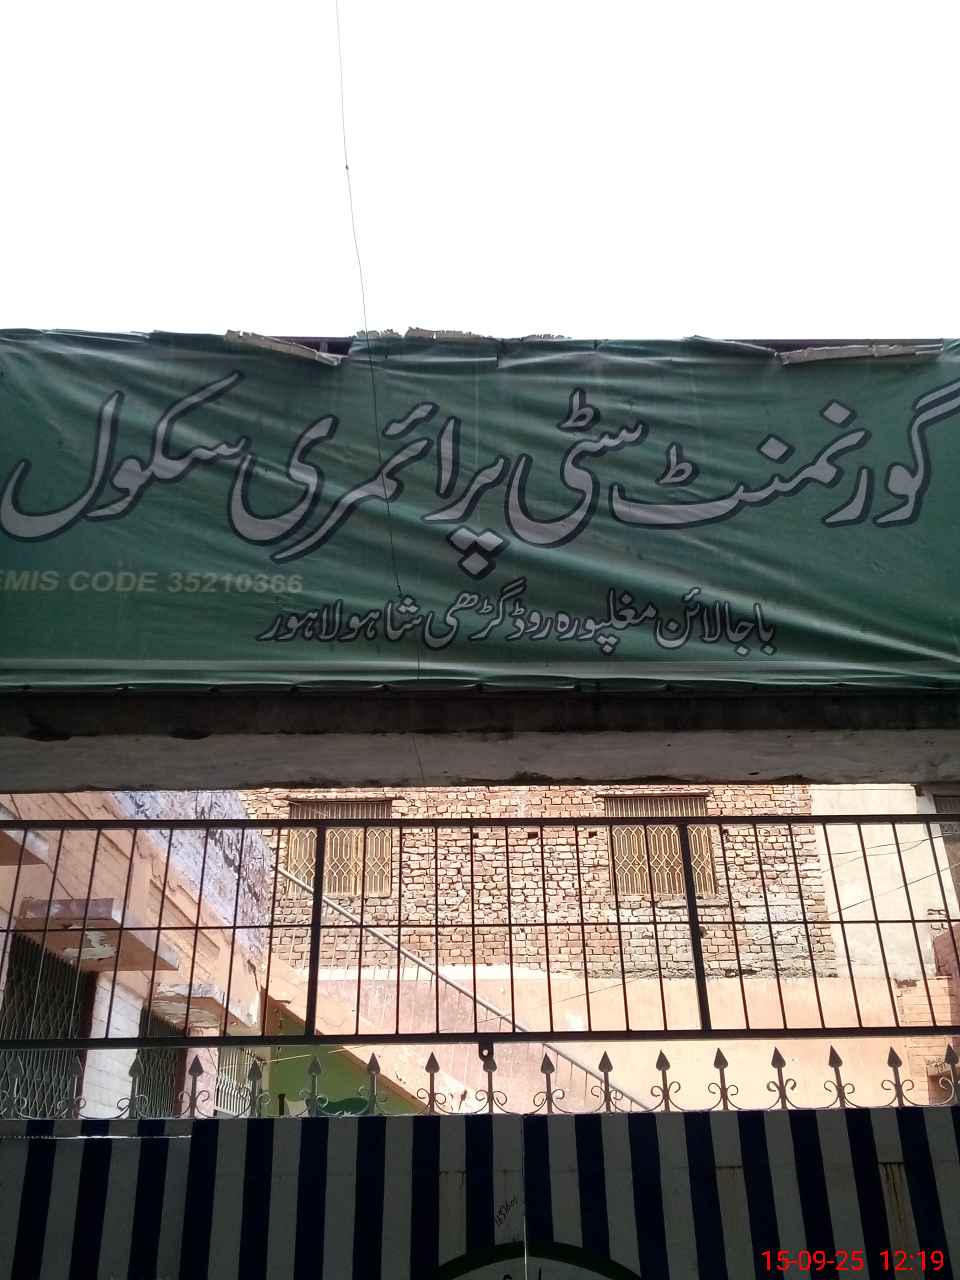 گورنمنٹ سٹی پرائمری سکول
EMIS CODE 35210366
باجالائن مغلپورہ روڈ گڑھی شاہو لاہور
15-09-25 12:19